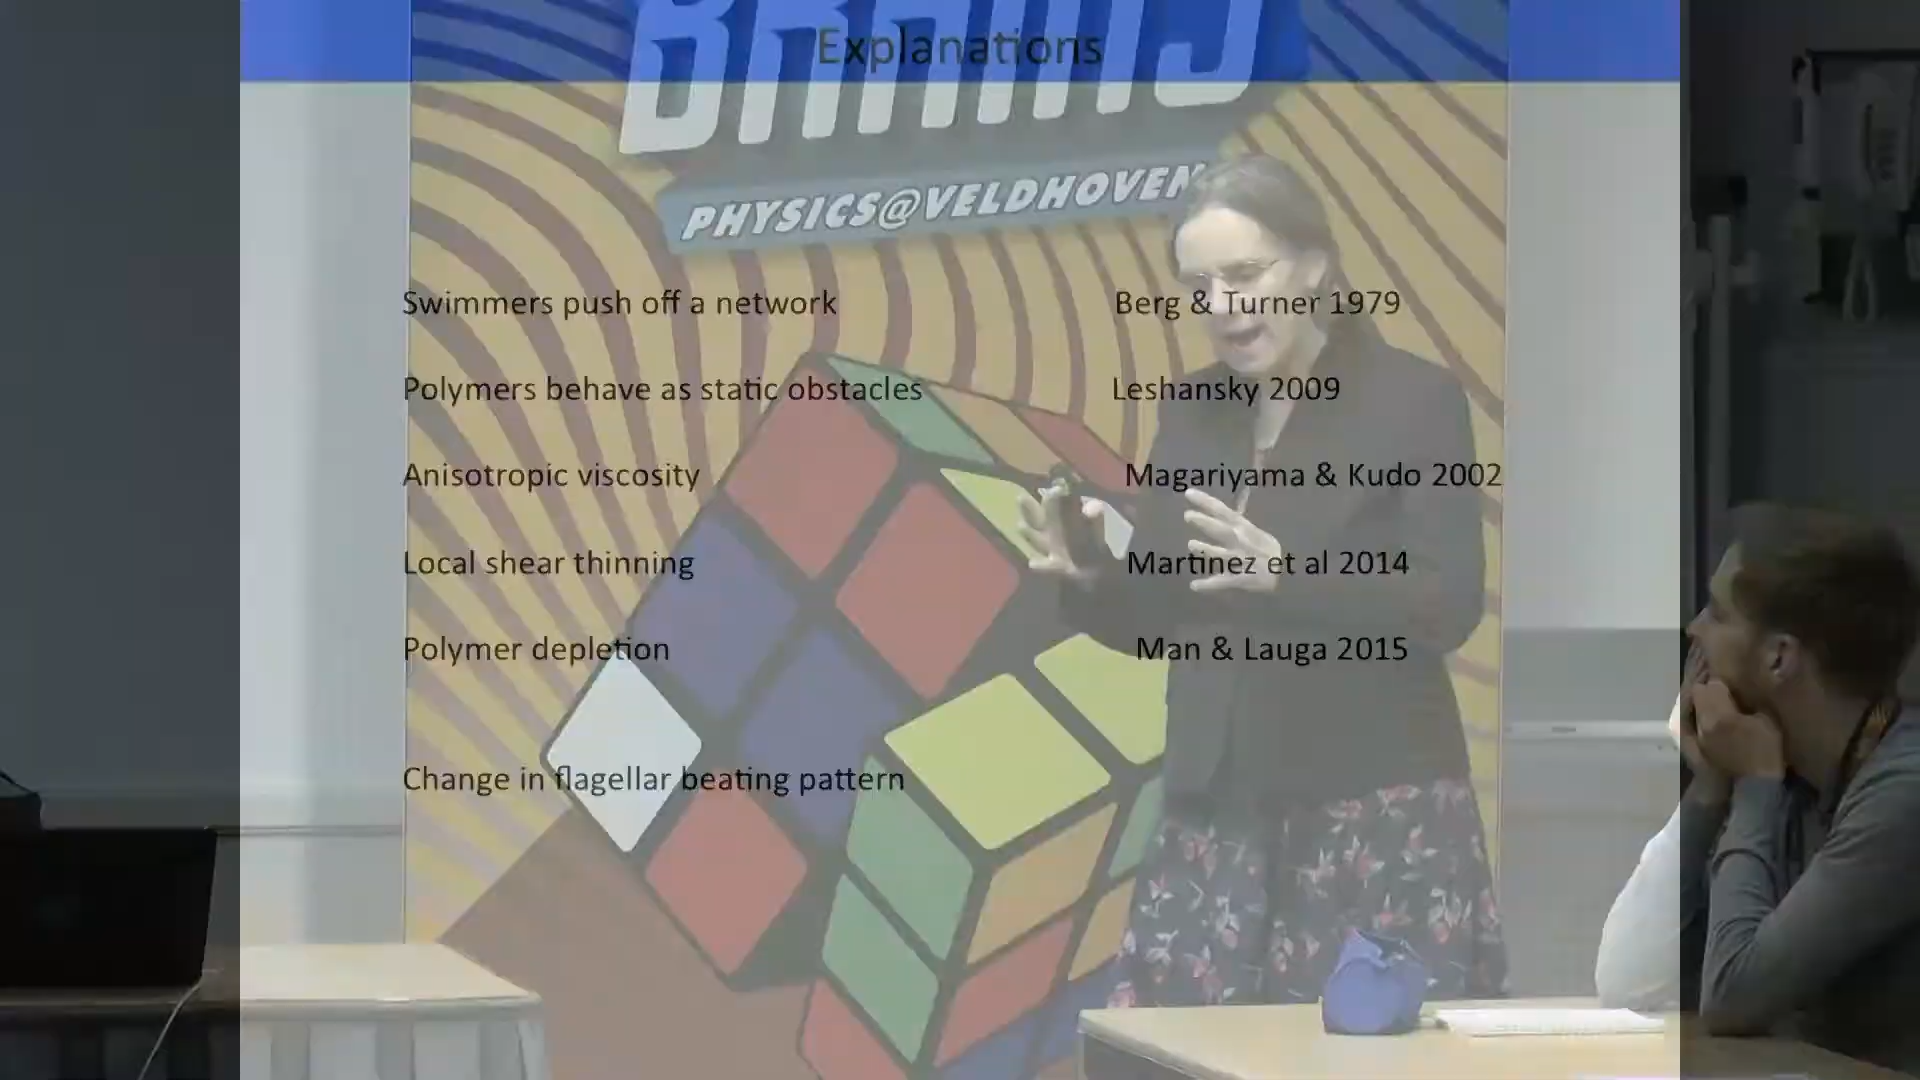 BRAINS
Explanations
PHYSICS@VELDHOVEN
Swimmers push off a network Berg & Turner 1979
Polymers behave as static obstacles Leshansky 2009
Anisotropic viscosity Magariyama & Kudo 2002
Local shear thinning Martinez et al 2014
Polymer depletion Man & Lauga 2015
Change in flagellar beating pattern